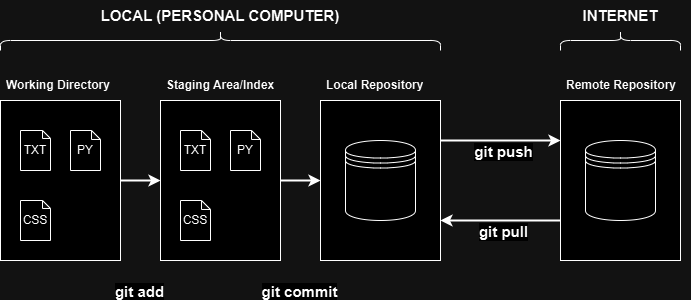 LOCAL (PERSONAL COMPUTER)
INTERNET
Working Directory
Staging Area/Index
Local Repository
Remote Repository
TXT
PY
CSS
TXT
PY
CSS
git push
git pull
git add
git commit